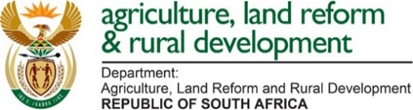 agriculture, land reform
& rural development
Department:
Agriculture, Land Reform and Rural Development
REPUBLIC OF SOUTH AFRICA